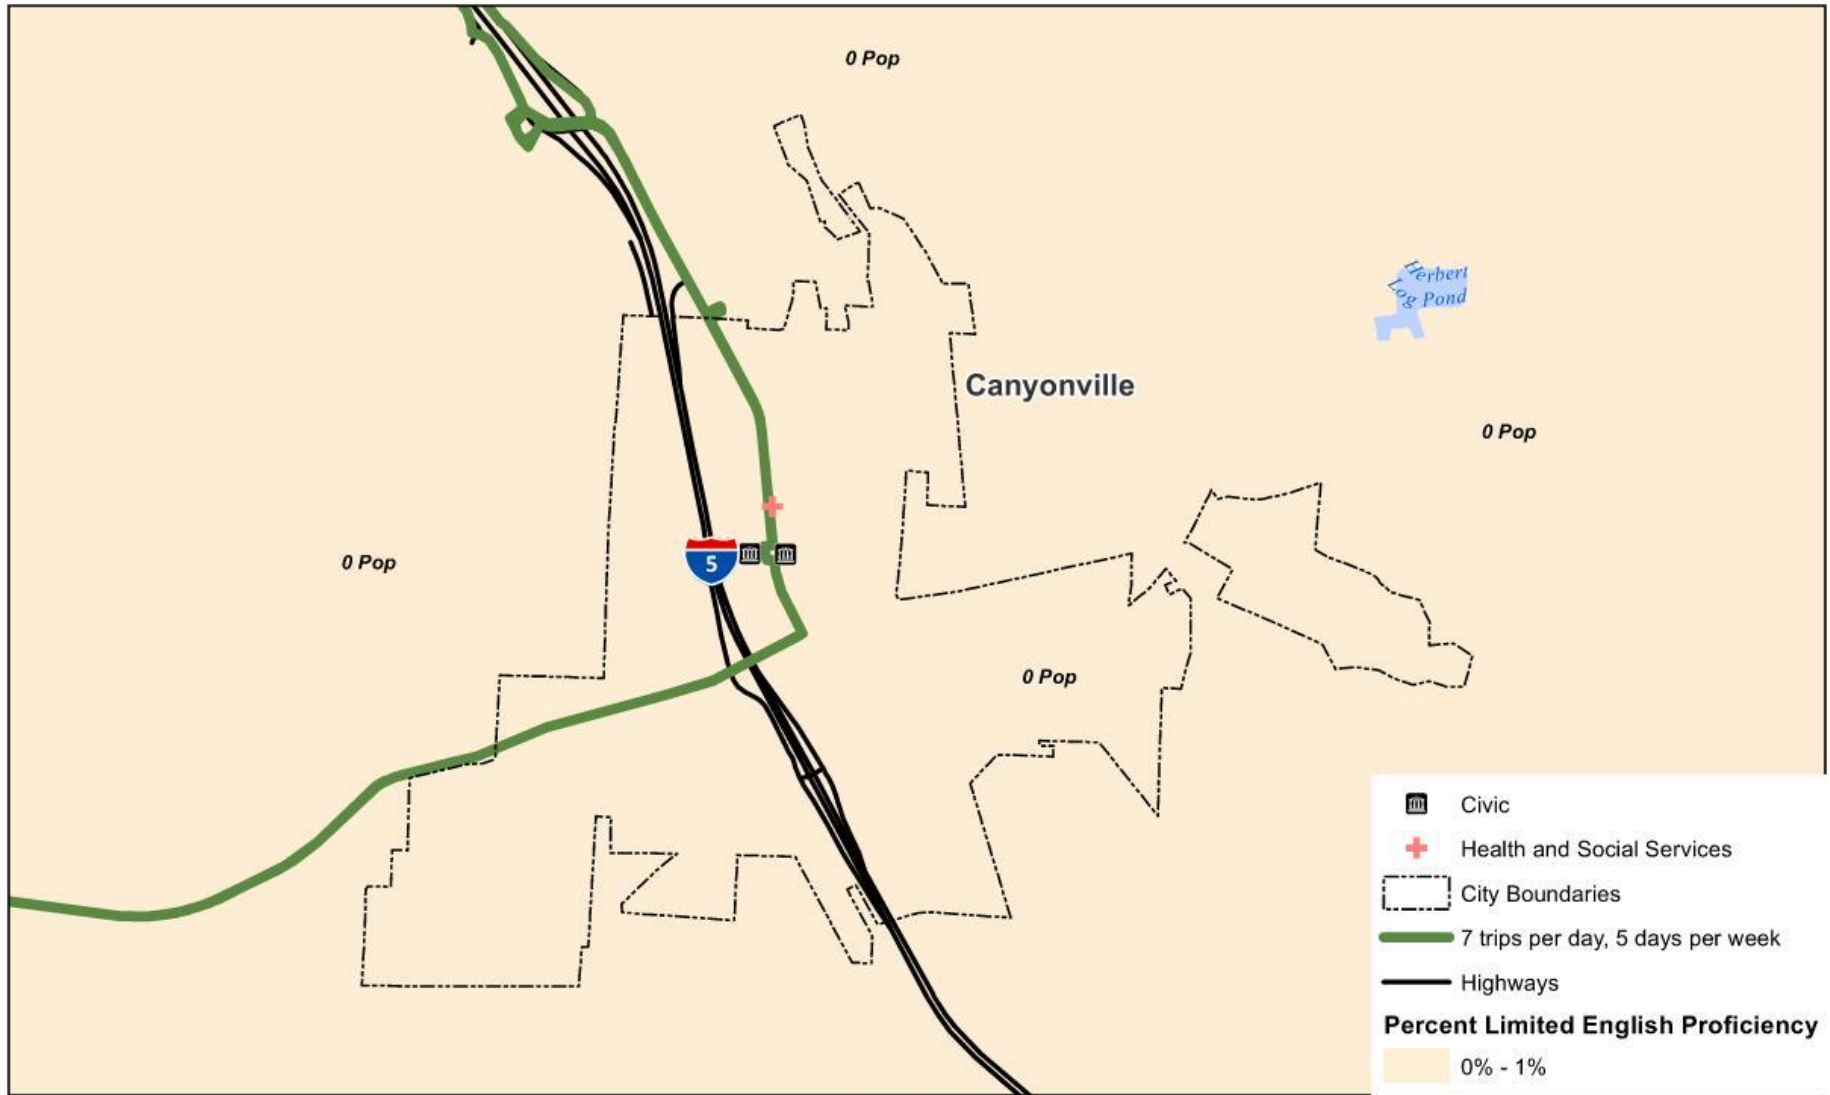 0 Pop
Herbert
Log Pond
Canyonville
0 Pop
5
0 Pop
0 Pop
Civic
Health and Social Services
City Boundaries
7 trips per day, 5 days per week
Highways
Percent Limited English Proficiency
0% - 1%